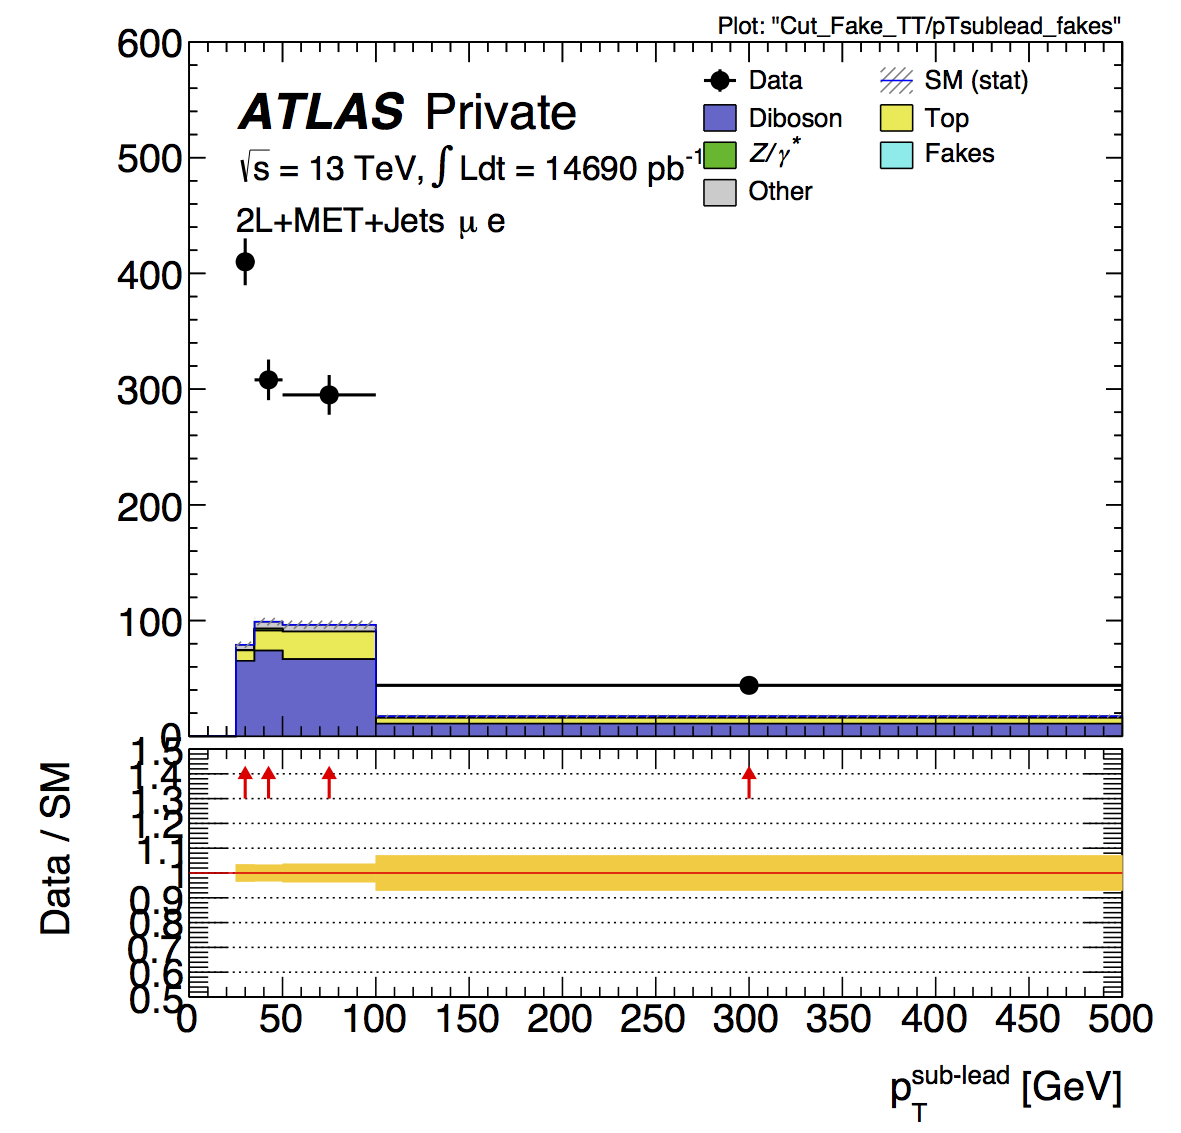 Plot: "Cut_Fake_TT/pTsublead_fakes"
600
500
400
300
200
100
0
ATLAS Private
√s = 13 TeV, ∫ Ldt = 14690 pb⁻¹
2L+MET+Jets μ e
Data
SM (stat)
Diboson
Top
Z/γ*
Fakes
Other
Data / SM
1.5
1.4
1.3
1.2
1.1
1
0.9
0.8
0.7
0.6
0.5
0 50 100 150 200 250 300 350 400 450 500
p_T^sub-lead [GeV]